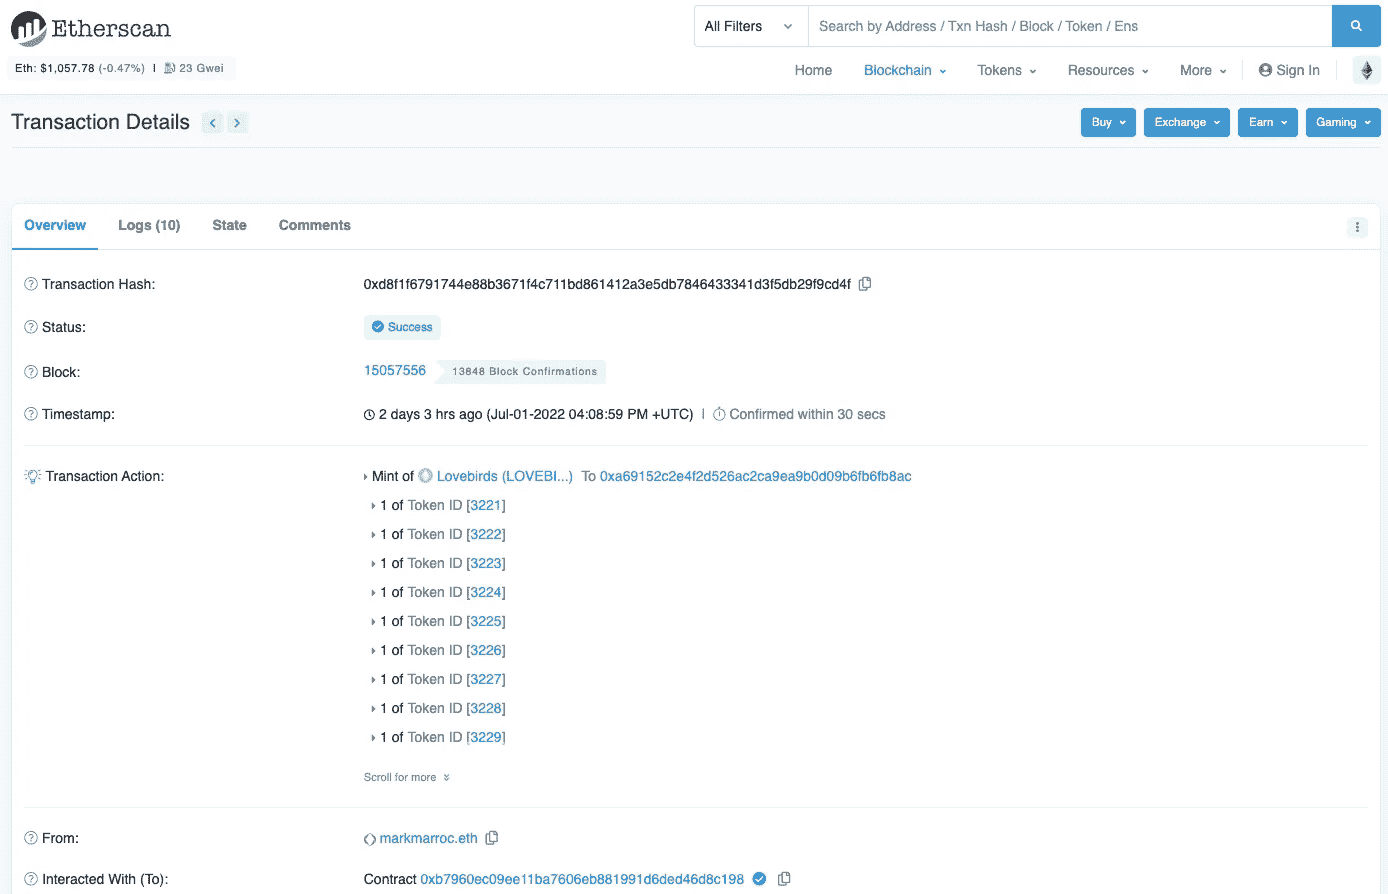 Etherscan
All Filters
Search by Address / Txn Hash / Block / Token / Ens
Eth: $1,057.78 (-0.47%) | 23 Gwei
Home Blockchain Tokens Resources More Sign In
Transaction Details
Buy Exchange Earn Gaming
Overview Logs (10) State Comments
Transaction Hash: 0xd8f1f6791744e88b3671f4c711bd861412a3e5db7846433341d3f5db29f9cd4f
Status: Success
Block: 15057556 13848 Block Confirmations
Timestamp: 2 days 3 hrs ago (Jul-01-2022 04:08:59 PM +UTC) | Confirmed within 30 secs
Transaction Action: Mint of Lovebirds (LOVEBI...) To 0xa69152c2e4f2d526ac2ca9ea9b0d09b6fb6fb8ac
1 of Token ID [3221]
1 of Token ID [3222]
1 of Token ID [3223]
1 of Token ID [3224]
1 of Token ID [3225]
1 of Token ID [3226]
1 of Token ID [3227]
1 of Token ID [3228]
1 of Token ID [3229]
Scroll for more
From: markmarroc.eth
Interacted With (To): Contract 0xb7960ec09ee11ba7606eb881991d6ded46d8c198